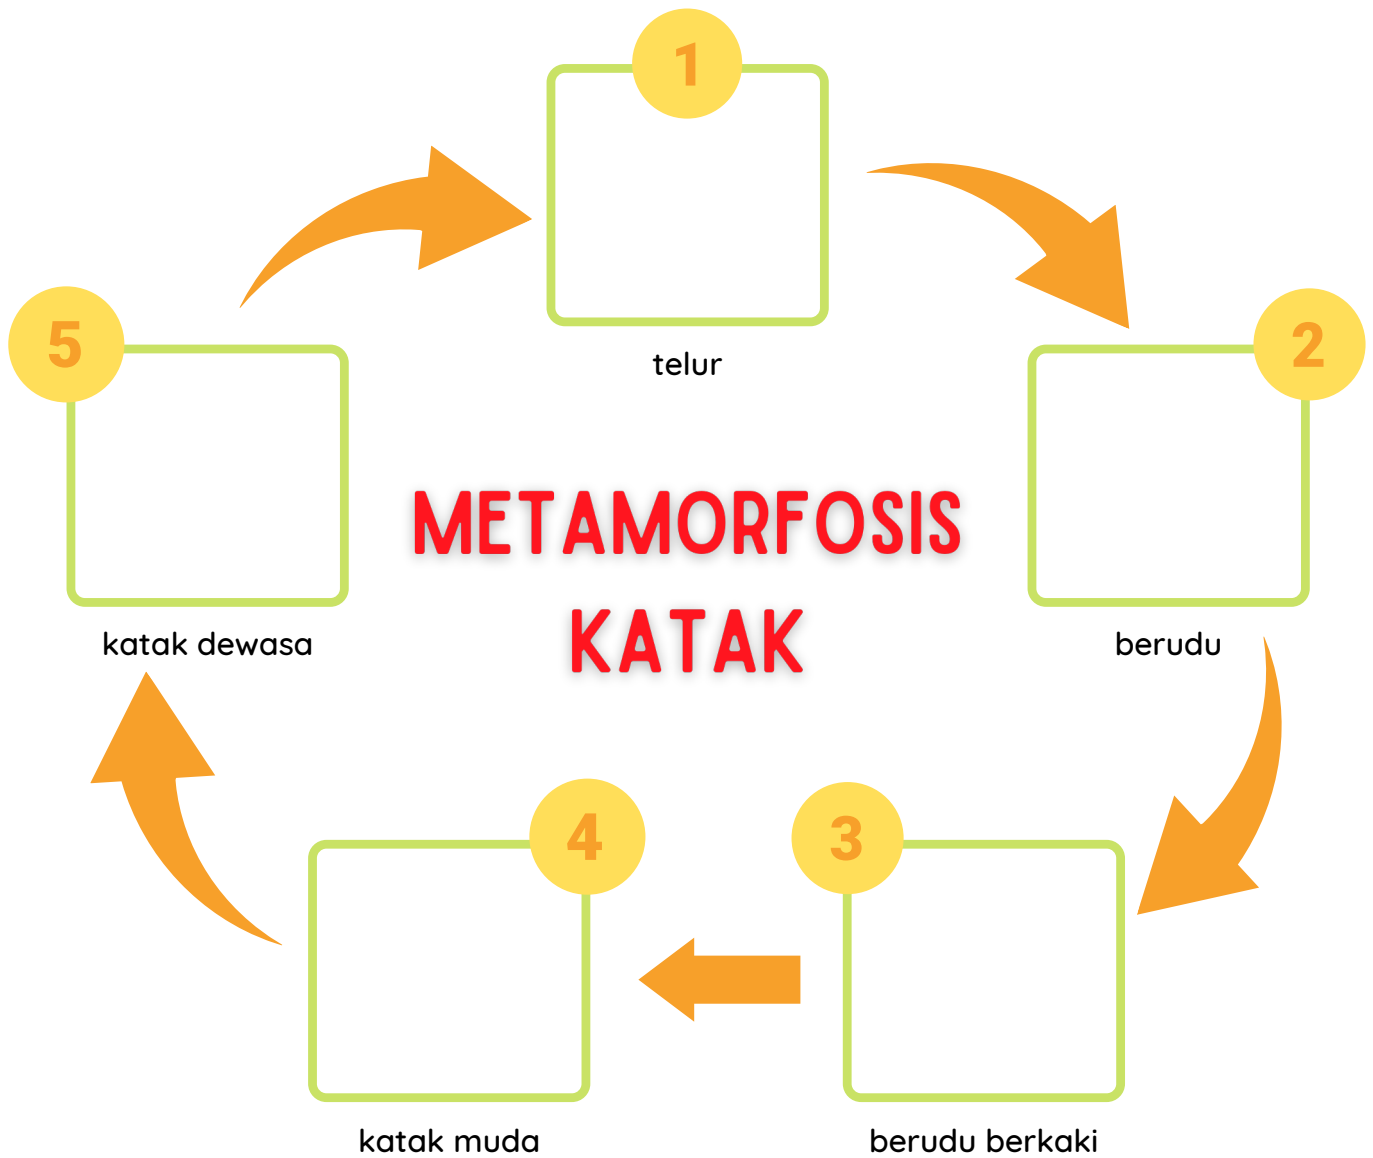 1
telur
2
berudu
3
berudu berkaki
4
katak muda
5
katak dewasa
METAMORFOSIS
KATAK